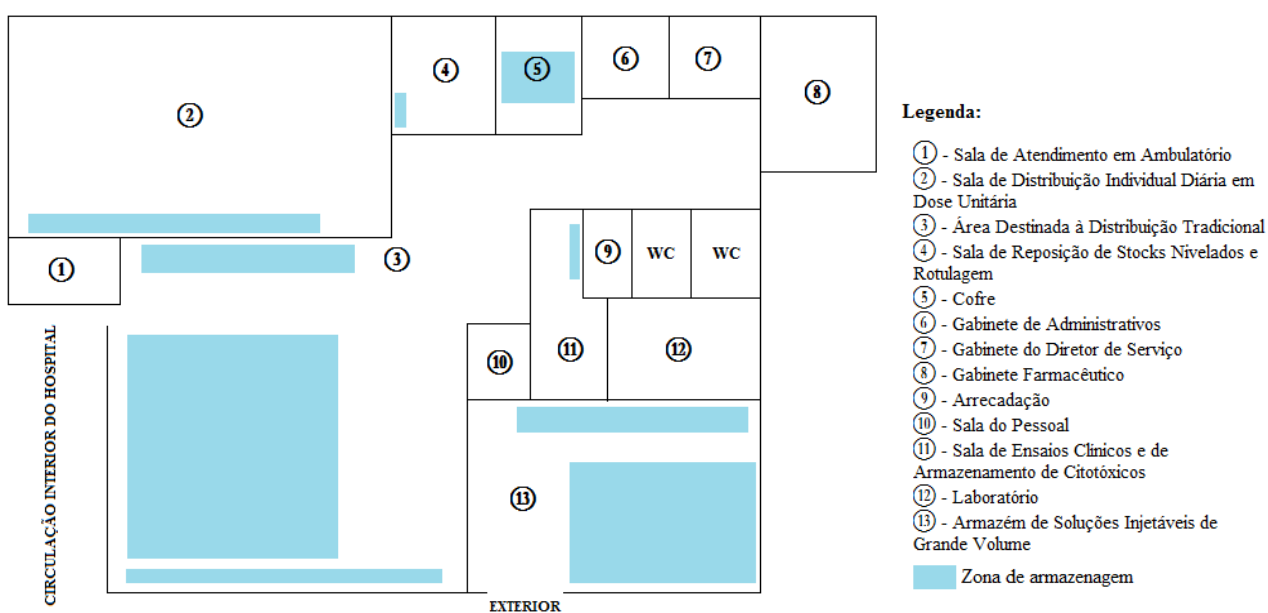 4
5
6
7
8
2
1
3
9
WC
WC
10
11
12
13
CIRCULAÇÃO INTERIOR DO HOSPITAL
EXTERIOR
Legenda:
1 - Sala de Atendimento em Ambulatório
2 - Sala de Distribuição Individual Diária em
Dose Unitária
3 - Área Destinada à Distribuição Tradicional
4 - Sala de Reposição de Stocks Nivelados e
Rotulagem
5 - Cofre
6 - Gabinete de Administrativos
7 - Gabinete do Diretor de Serviço
8 - Gabinete Farmacêutico
9 - Arrecadação
10 - Sala do Pessoal
11 - Sala de Ensaios Clínicos e de
Armazenamento de Citotóxicos
12 - Laboratório
13 - Armazém de Soluções Injetáveis de
Grande Volume
Zona de armazenagem